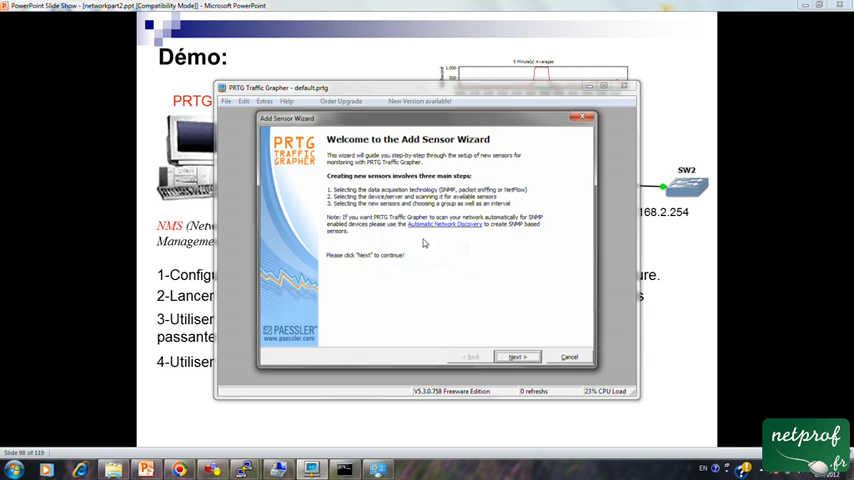 PowerPoint Slide Show - [networkpart2.ppt [Compatibility Mode]] - Microsoft PowerPoint
Démo:
5 Minute(s) Averages
1.000
500
PRTG Traffic Grapher - default.prtg
PRTG
File Edit Extras Help Order Upgrade New Version available!
Add Sensor Wizard
PRTG
TRAFFIC
GRAPHER
Welcome to the Add Sensor Wizard
This wizard will guide you step-by-step through the setup of new sensors for
monitoring with PRTG Traffic Grapher.
Creating new sensors involves three main steps:
1. Selecting the data acquisition technology (SNMP, packet sniffing or NetFlow)
2. Selecting the device/server and scanning it for available sensors
3. Selecting the new sensors and choosing a group as well as an interval
Note: If you want PRTG Traffic Grapher to scan your network automatically for SNMP
enabled devices please use the Automatic Network Discovery to create SNMP based
sensors.
Please click "Next" to continue!
SW2
168.2.254
NMS (Netw
Manageme
1-Configu
re.
2-Lancer
s
3-Utiliser
passante
4-Utiliser
PAESSLER
www.paessler.com
< Back Next > Cancel
V5.3.0.758 Freeware Edition 0 refreshs 23% CPU Load
Slide 98 of 119
EN
2012
netprof
.fr